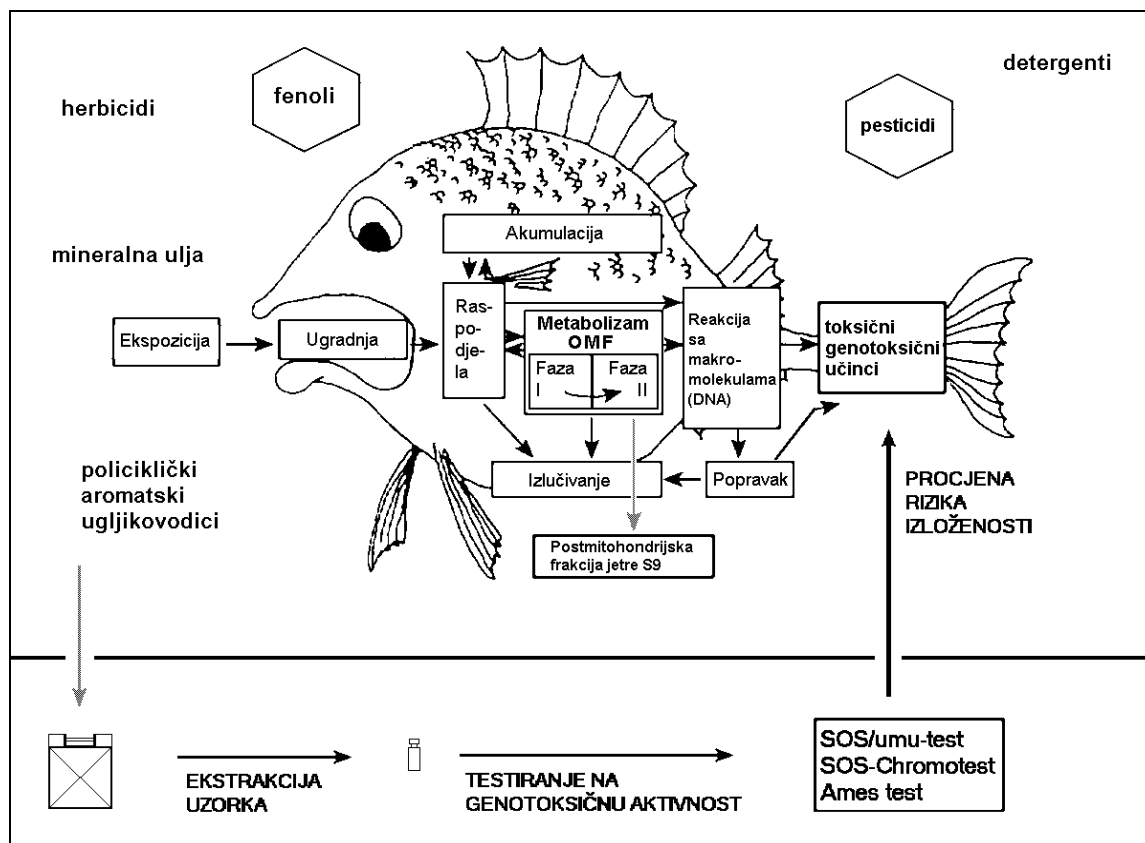 herbicidi
fenoli
detergenti
pesticidi
mineralna ulja
Akumulacija
Ekspozicija
Ugradnja
Ras-
po-
dje-
la
Metabolizam
OMF
Faza
I
Faza
II
Reakcija
sa
makro-
molekulama
(DNA)
toksični
genotoksični
učinci
Izlučivanje
Popravak
Postmitohondrijska
frakcija jetre S9
policiklički
aromatski
ugljikovodici
PROCJENA
RIZIKA
IZLOŽENOSTI
EKSTRAKCIJA
UZORKA
TESTIRANJE NA
GENOTOKSIČNU AKTIVNOST
SOS/umu-test
SOS-Chromotest
Ames test